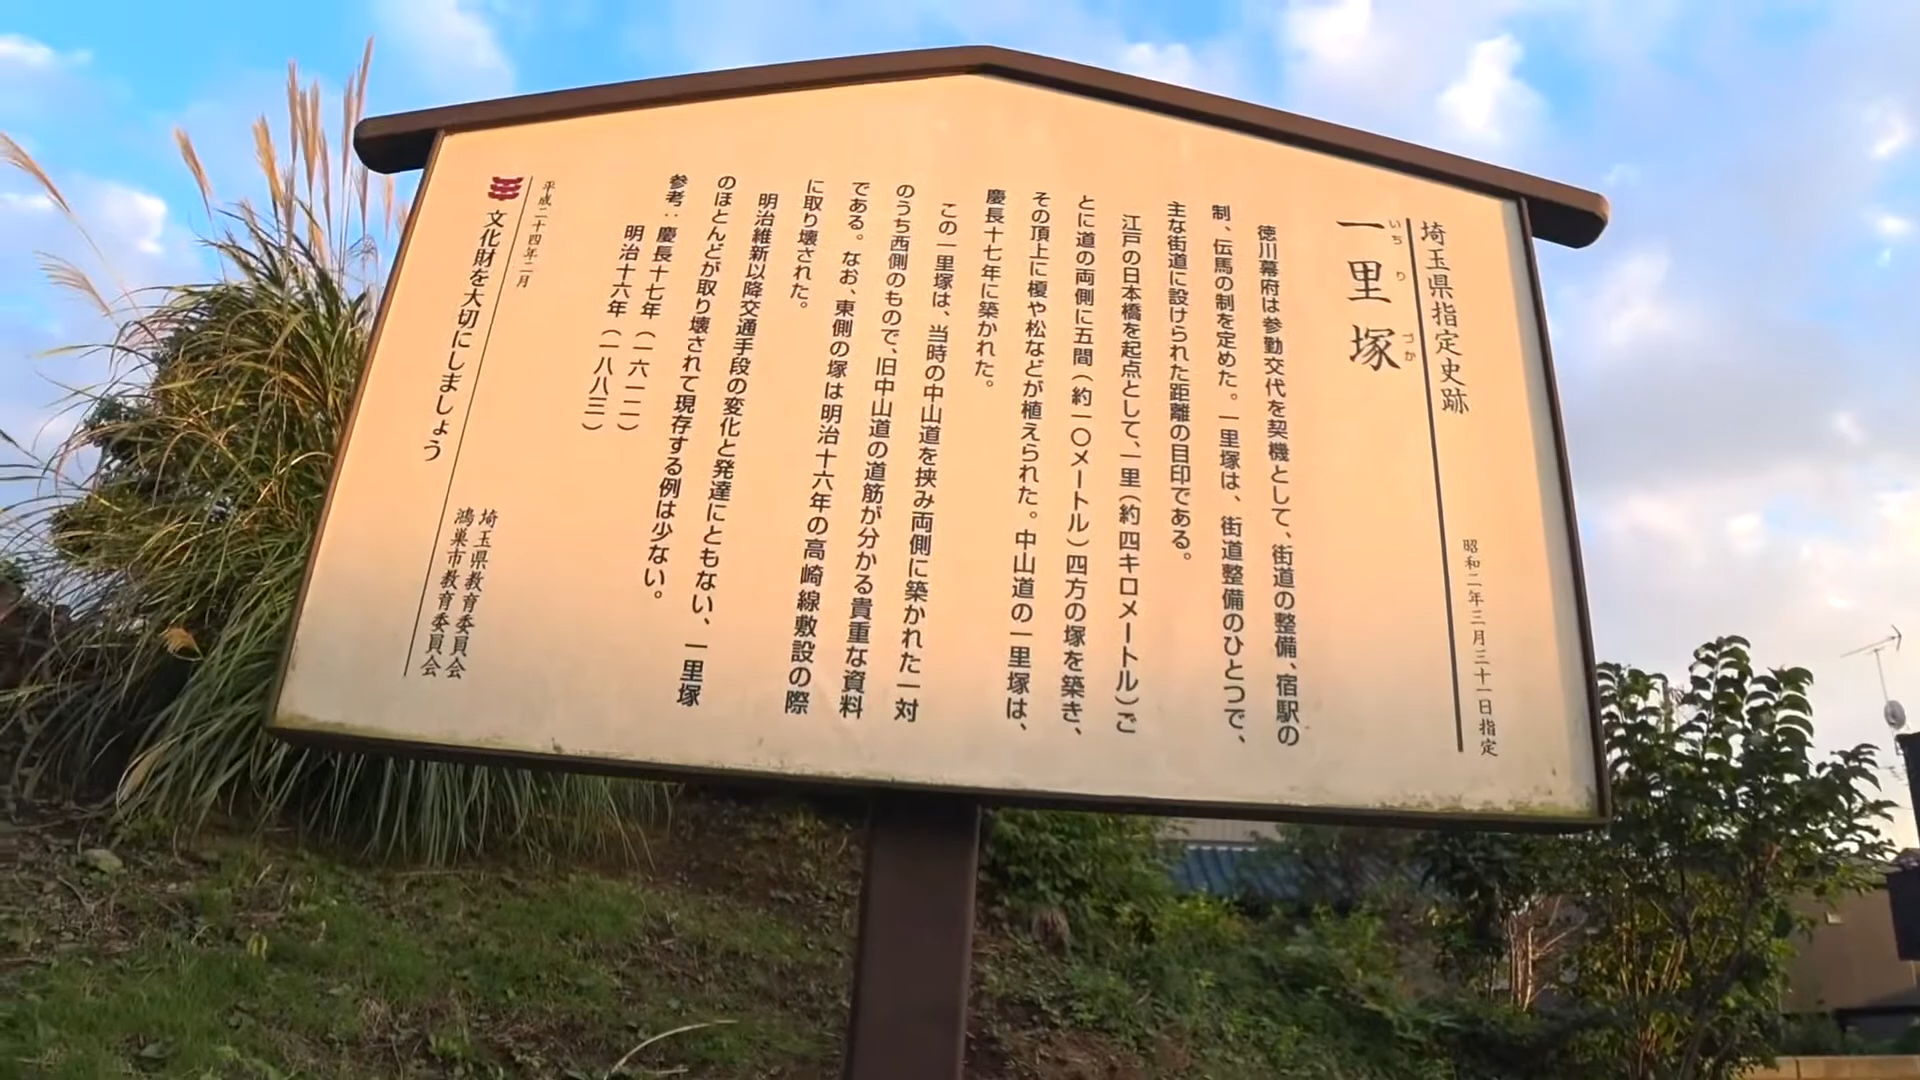 埼玉県指定史跡
昭和二年三月三十一日指定
一里塚
いちりづか
徳川幕府は参勤交代を契機として、街道の整備、宿駅の
制、伝馬の制を定めた。一里塚は、街道整備のひとつで、
主な街道に設けられた距離の目印である。
江戸の日本橋を起点として、一里(約四キロメートル)ご
とに道の両側に五間(約一〇メートル)四方の塚を築き、
その頂上に榎や松などが植えられた。中山道の一里塚は、
慶長十七年に築かれた。
この一里塚は、当時の中山道を挟み両側に築かれた一対
のうち西側のもので、旧中山道の道筋が分かる貴重な資料
である。なお、東側の塚は明治十六年の高崎線敷設の際
に取り壊された。
明治維新以降交通手段の変化と発達にともない、一里塚
のほとんどが取り壊されて現存する例は少ない。
参考:慶長十七年(一六一二)
明治十六年(一八八三)
平成二十四年二月
埼玉県教育委員会
鴻巣市教育委員会
文化財を大切にしましょう